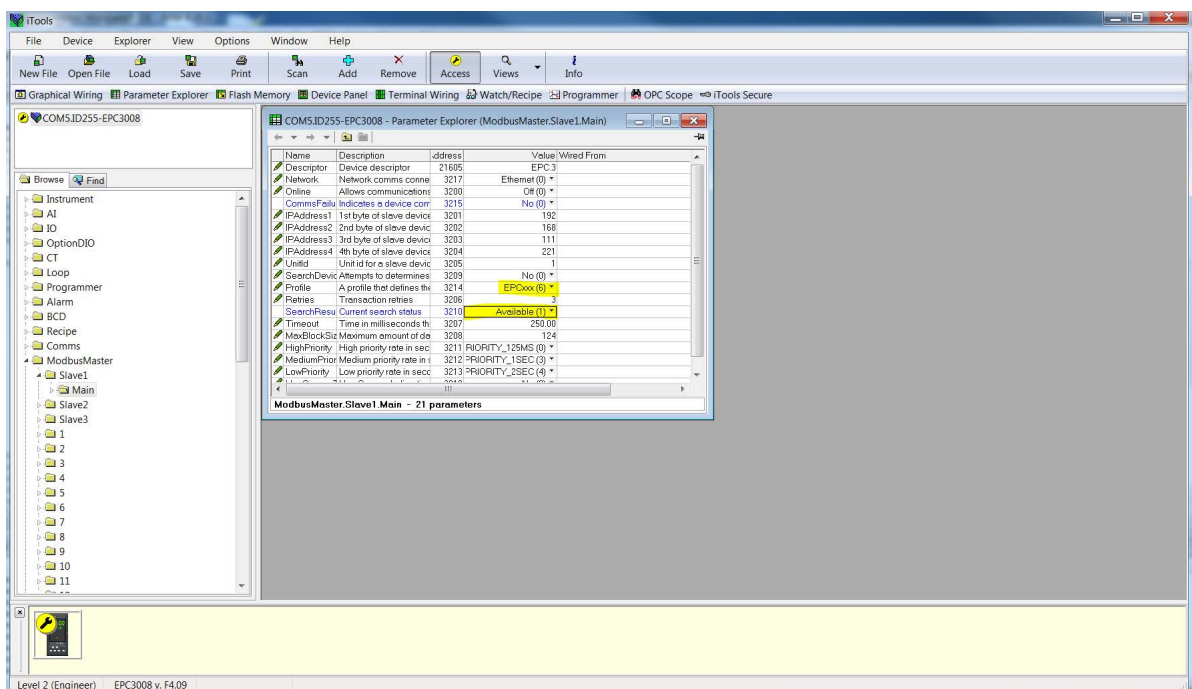 iTools
File Device Explorer View Options Window Help
New File Open File Load Save Print Scan Add Remove Access Views Info
Graphical Wiring Parameter Explorer Flash Memory Device Panel Terminal Wiring Watch/Recipe Programmer OPC Scope iTools Secure
COM5.ID255-EPC3008
Browse Find
Instrument
AI
IO
OptionDIO
CT
Loop
Programmer
Alarm
BCD
Recipe
Comms
ModbusMaster
Slave1
Main
Slave2
Slave3
1
2
3
4
5
6
7
8
9
10
11
COM5.ID255-EPC3008 - Parameter Explorer (ModbusMaster.Slave1.Main)
Name Description ddress Value Wired From
Descriptor Device descriptor 21605 EPC.3
Network Network comms conne 3217 Ethernet (0)
Online Allows communications 3200 Off (0)
CommsFailu Indicates a device com 3215 No (0)
IPAddress1 1st byte of slave device 3201 192
IPAddress2 2nd byte of slave devic 3202 168
IPAddress3 3rd byte of slave devic 3203 111
IPAddress4 4th byte of slave device 3204 221
UnitId Unit id for a slave devic 3205 1
SearchDevic Attempts to determines 3209 No (0)
Profile A profile that defines the 3214 EPCxxx (6)
Retries Transaction retries 3206 3
SearchResu Current search status 3210 Available (1)
Timeout Time in milliseconds th 3207 250.00
MaxBlockSiz Maximum amount of da 3208 124
HighPriority High priority rate in sec 3211 RIORITY_125MS (0)
MediumPrior Medium priority rate in s 3212 PRIORITY_1SEC (3)
LowPriority Low priority rate in seco 3213 PRIORITY_2SEC (4)
ModbusMaster.Slave1.Main - 21 parameters
Level 2 (Engineer) EPC3008 v. F4.09